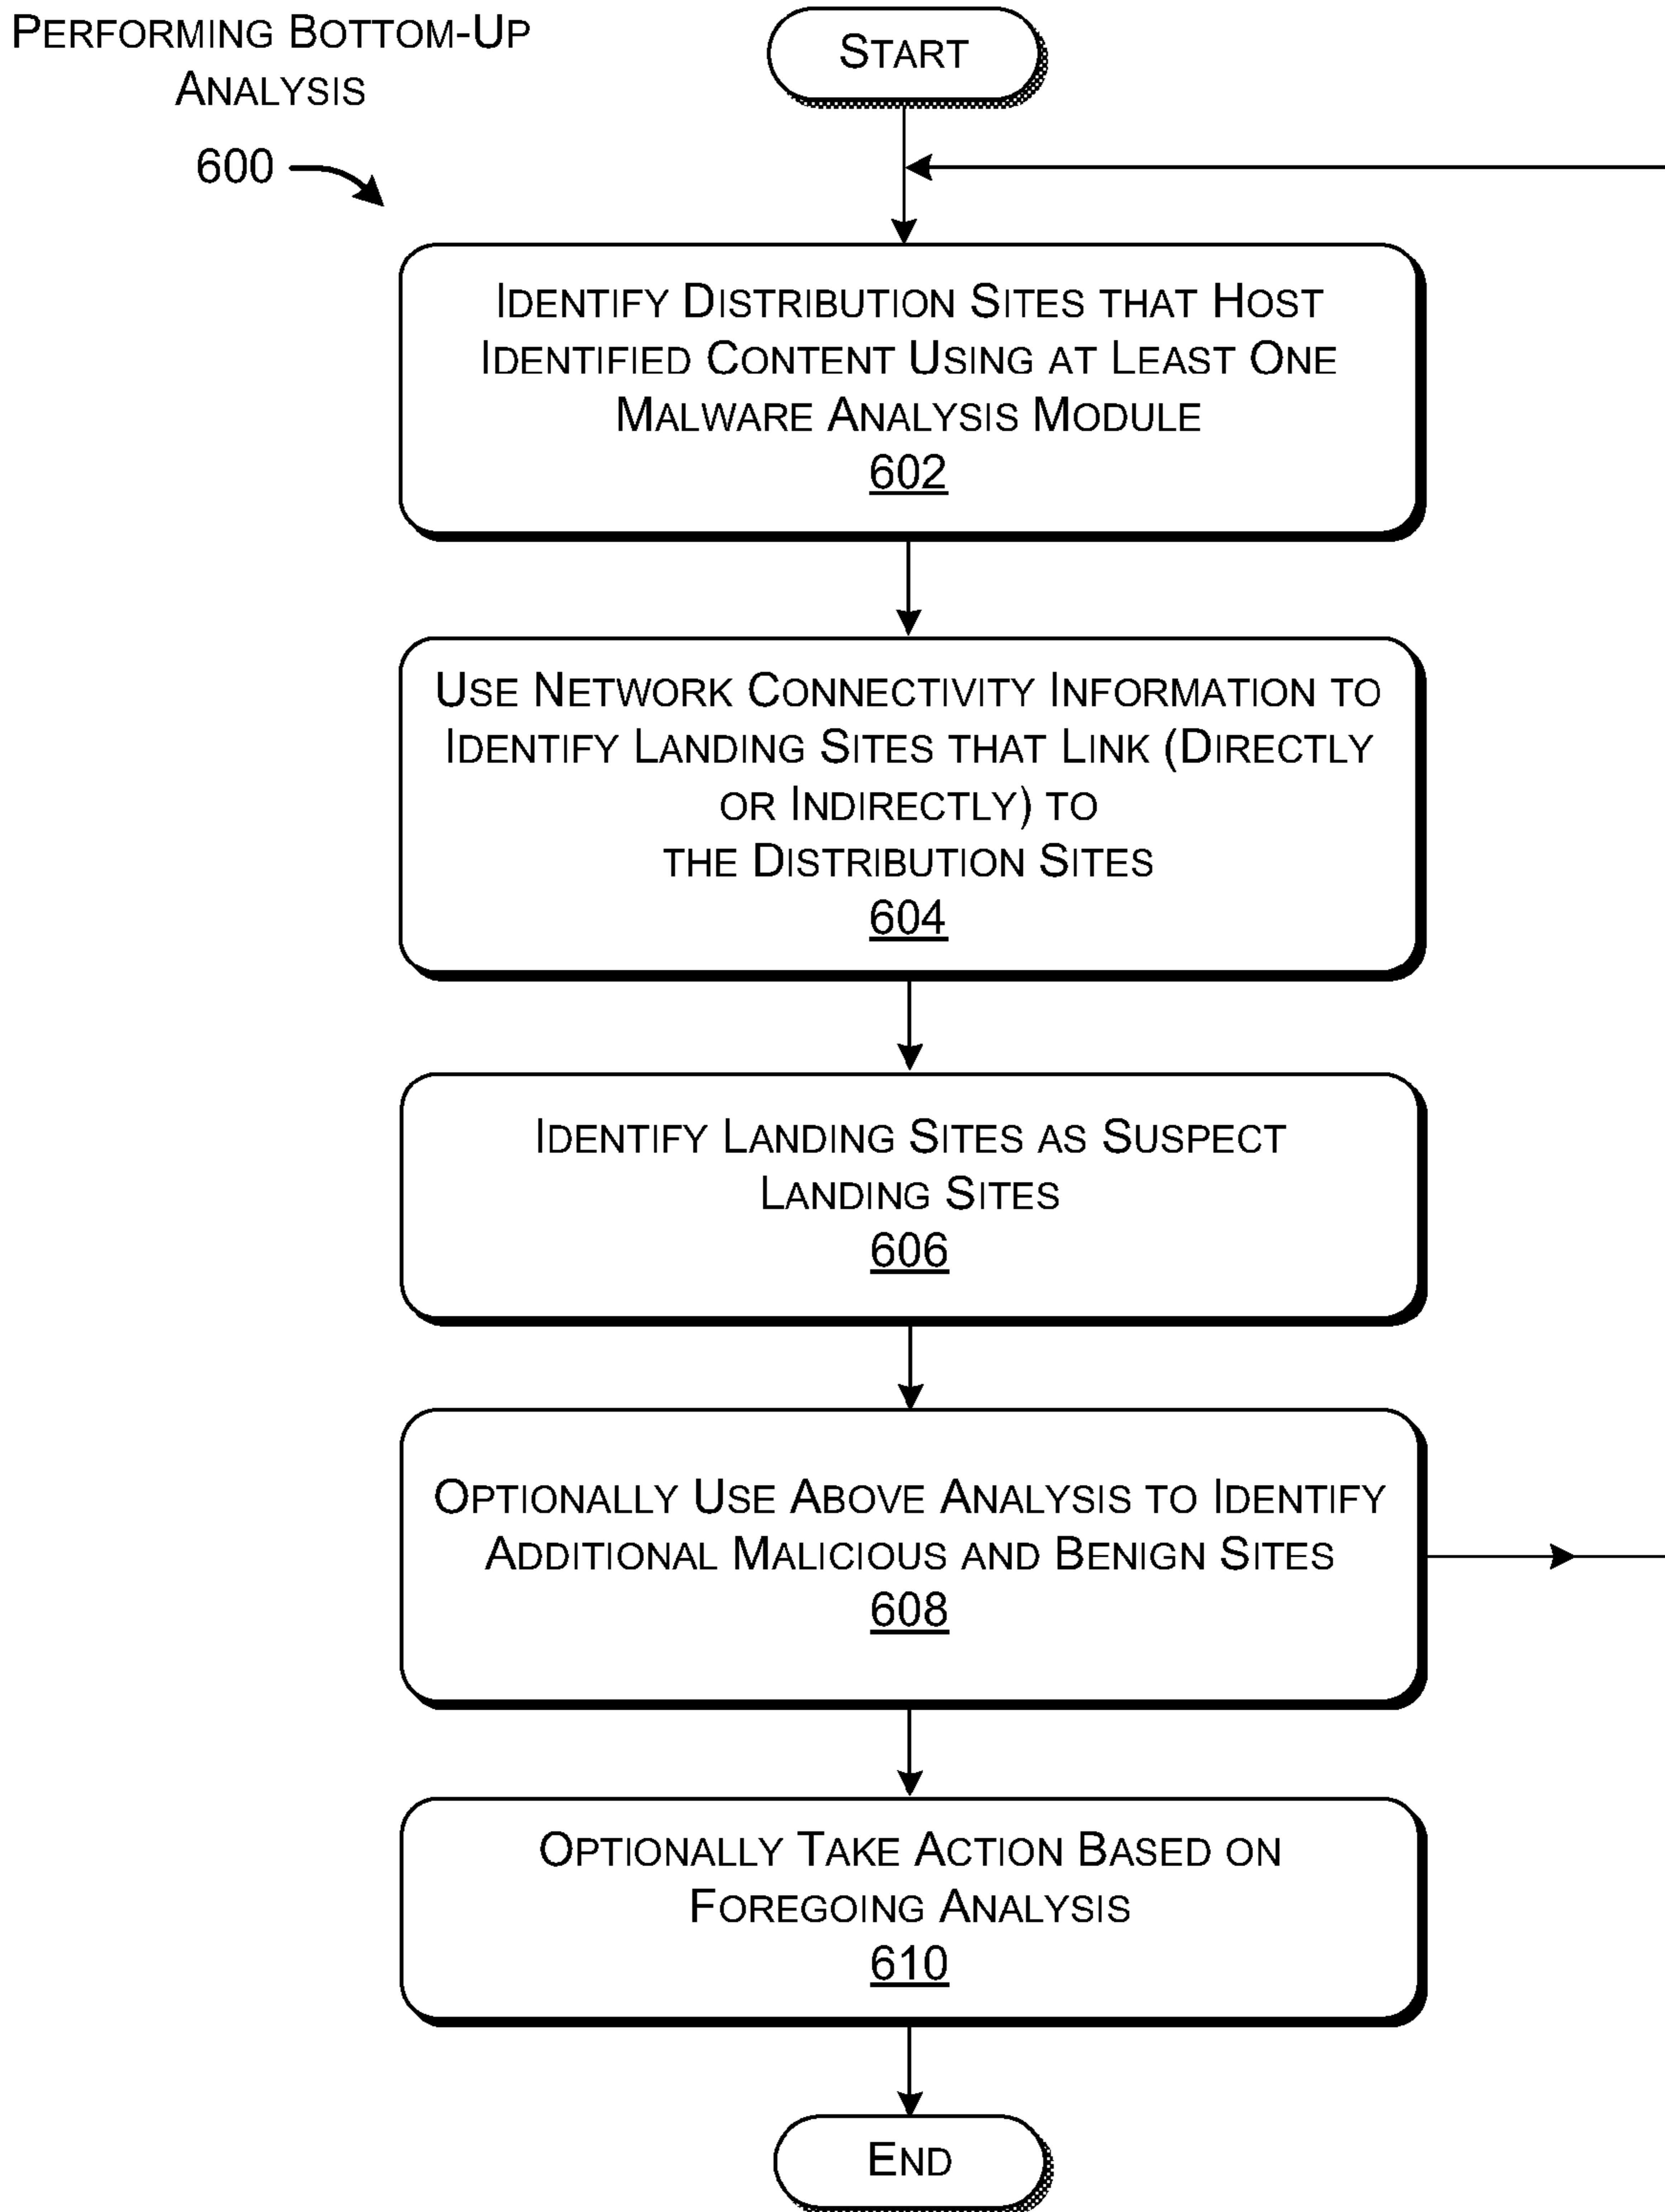 PERFORMING BOTTOM-UP
ANALYSIS
600
START
IDENTIFY DISTRIBUTION SITES THAT HOST
IDENTIFIED CONTENT USING AT LEAST ONE
MALWARE ANALYSIS MODULE
602
USE NETWORK CONNECTIVITY INFORMATION TO
IDENTIFY LANDING SITES THAT LINK (DIRECTLY
OR INDIRECTLY) TO
THE DISTRIBUTION SITES
604
IDENTIFY LANDING SITES AS SUSPECT
LANDING SITES
606
OPTIONALLY USE ABOVE ANALYSIS TO IDENTIFY
ADDITIONAL MALICIOUS AND BENIGN SITES
608
OPTIONALLY TAKE ACTION BASED ON
FOREGOING ANALYSIS
610
END